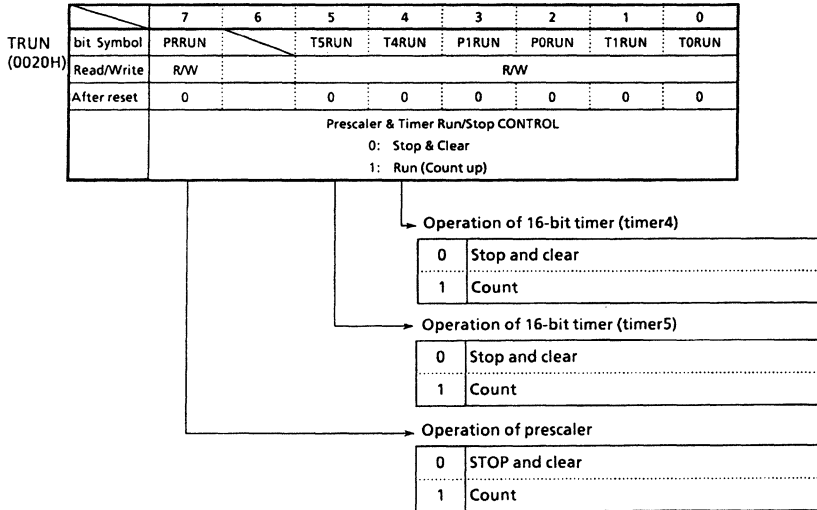 7 6 5 4 3 2 1 0
TRUN (0020H)
bit Symbol PRRUN T5RUN T4RUN P1RUN P0RUN T1RUN T0RUN
Read/Write R/W R/W
After reset 0 0 0 0 0 0 0
Prescaler & Timer Run/Stop CONTROL
0: Stop & Clear
1: Run (Count up)
Operation of 16-bit timer (timer4)
0 Stop and clear
1 Count
Operation of 16-bit timer (timer5)
0 Stop and clear
1 Count
Operation of prescaler
0 STOP and clear
1 Count